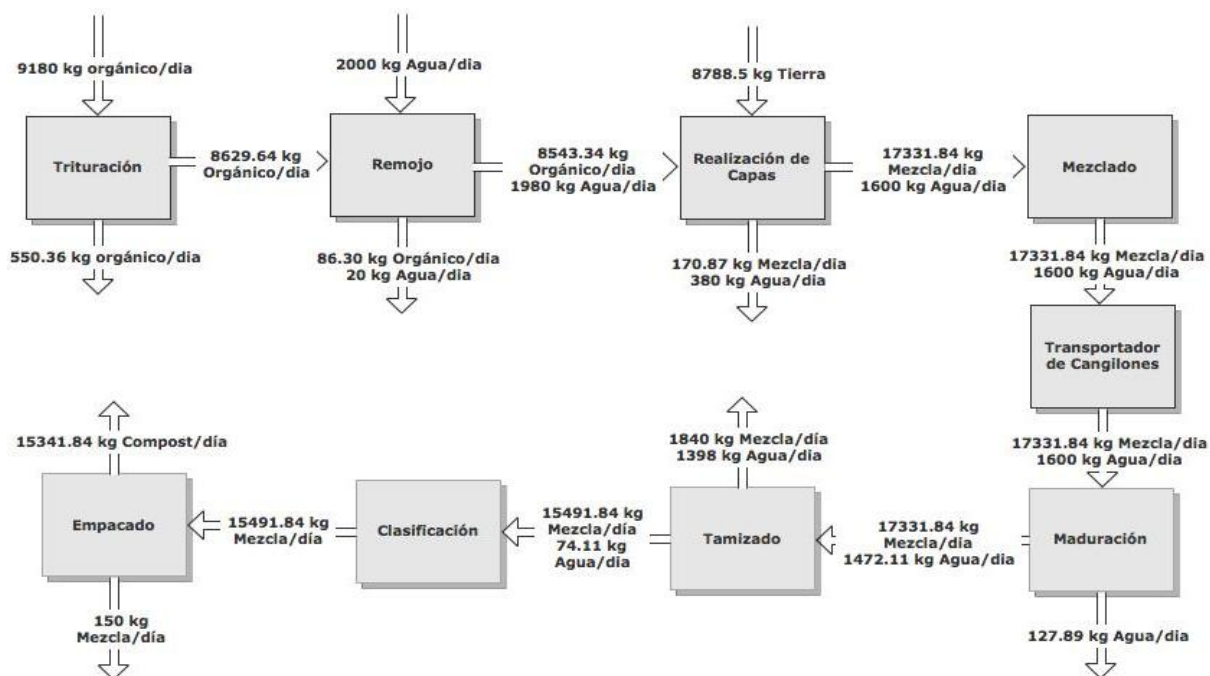 9180 kg orgánico/dia
Trituración
550.36 kg orgánico/dia
8629.64 kg
Orgánico/dia
2000 kg Agua/dia
Remojo
86.30 kg Orgánico/dia
20 kg Agua/dia
8543.34 kg
Orgánico/dia
1980 kg Agua/dia
8788.5 kg Tierra
Realización de
Capas
170.87 kg Mezcla/dia
380 kg Agua/dia
17331.84 kg
Mezcla/dia
1600 kg Agua/dia
Mezclado
17331.84 kg Mezcla/dia
1600 kg Agua/dia
Transportador
de Cangilones
17331.84 kg Mezcla/dia
1600 kg Agua/dia
Maduración
127.89 kg Agua/dia
17331.84 kg
Mezcla/dia
1472.11 kg Agua/dia
Tamizado
1840 kg Mezcla/día
1398 kg Agua/dia
15491.84 kg
Mezcla/día
74.11 kg
Agua/dia
Clasificación
15491.84 kg
Mezcla/día
Empacado
15341.84 kg Compost/día
150 kg
Mezcla/día